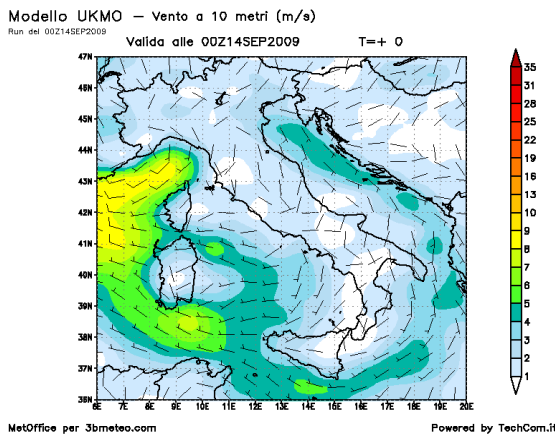 Modello UKMO – Vento a 10 metri (m/s)
Run del 00Z14SEP2009
Valida alle 00Z14SEP2009 T=+ 0
47N
46N
45N
44N
43N
42N
41N
40N
39N
38N
37N
36N
6E 7E 8E 9E 10E 11E 12E 13E 14E 15E 16E 17E 18E 19E 20E
35
31
28
25
22
19
16
13
10
9
7
6
5
4
3
2
1
MetOffice per 3bmeteo.com
Powered by TechCom.it